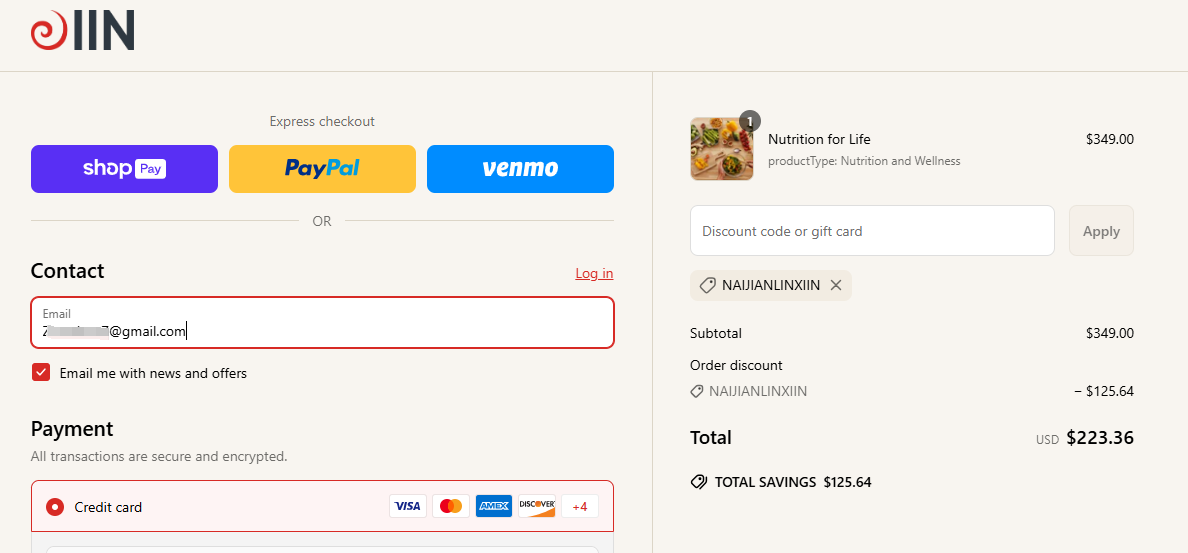 IIN
Express checkout
shop Pay
PayPal
venmo
OR
Contact
Log in
Email
@gmail.com
Email me with news and offers
Payment
All transactions are secure and encrypted.
Credit card
VISA
AMEX
DISCOVER
+4
1
Nutrition for Life
$349.00
productType: Nutrition and Wellness
Discount code or gift card
Apply
NAIJIANLINXIIN
Subtotal
$349.00
Order discount
NAIJIANLINXIIN
− $125.64
Total
USD $223.36
TOTAL SAVINGS $125.64